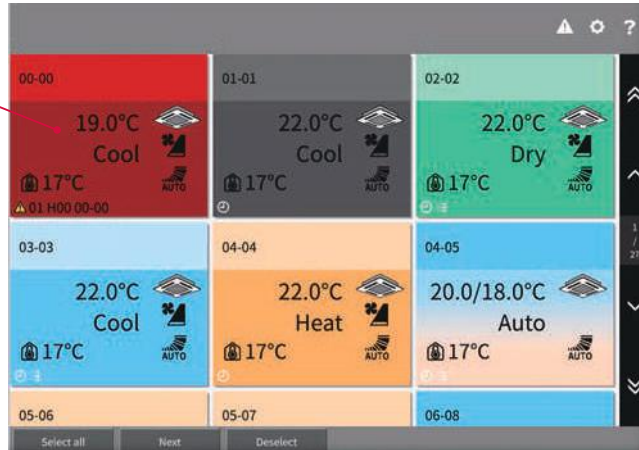 ?
00-00 01-01 02-02
19.0°C 22.0°C 22.0°C
Cool Cool Dry
17°C 17°C 17°C
AUTO AUTO AUTO
01 H00 00-00
03-03 04-04 04-05
22.0°C 22.0°C 20.0/18.0°C
Cool Heat Auto
17°C 17°C 17°C
AUTO AUTO AUTO
05-06 05-07 06-08
Select all Next Deselect